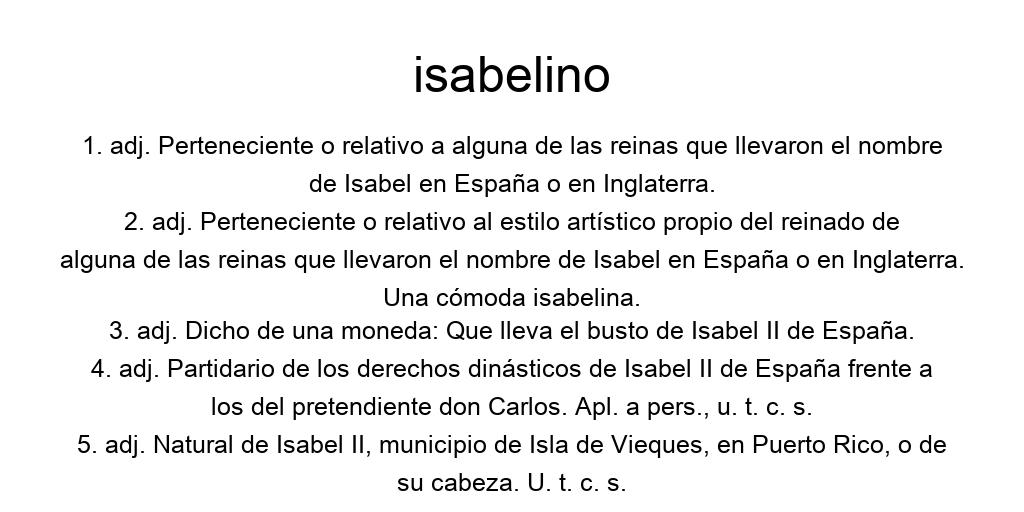 isabelino
1. adj. Perteneciente o relativo a alguna de las reinas que llevaron el nombre
de Isabel en España o en Inglaterra.
2. adj. Perteneciente o relativo al estilo artístico propio del reinado de
alguna de las reinas que llevaron el nombre de Isabel en España o en Inglaterra.
Una cómoda isabelina.
3. adj. Dicho de una moneda: Que lleva el busto de Isabel II de España.
4. adj. Partidario de los derechos dinásticos de Isabel II de España frente a
los del pretendiente don Carlos. Apl. a pers., u. t. c. s.
5. adj. Natural de Isabel II, municipio de Isla de Vieques, en Puerto Rico, o de
su cabeza. U. t. c. s.